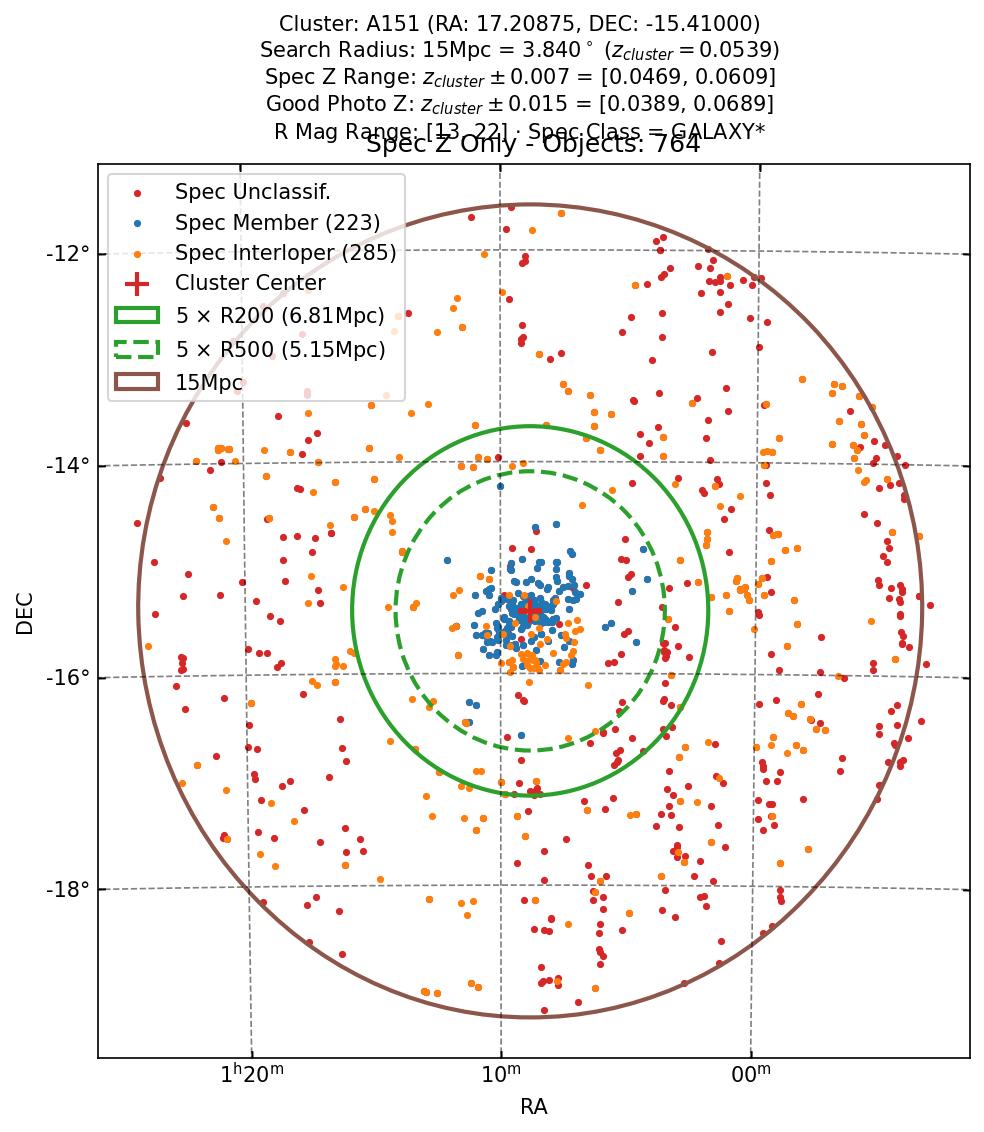 Cluster: A151 (RA: 17.20875, DEC: -15.41000)
Search Radius: 15Mpc = 3.840° (z_cluster = 0.0539)
Spec Z Range: z_cluster ± 0.007 = [0.0469, 0.0609]
Good Photo Z: z_cluster ± 0.015 = [0.0389, 0.0689]
R Mag Range: [13, 22] · Spec Class = GALAXY*
Spec Z Only - Objects: 764
Spec Unclassif.
Spec Member (223)
Spec Interloper (285)
Cluster Center
5 × R200 (6.81Mpc)
5 × R500 (5.15Mpc)
15Mpc
-12°
-14°
-16°
-18°
DEC
1h20m 10m 00m
RA